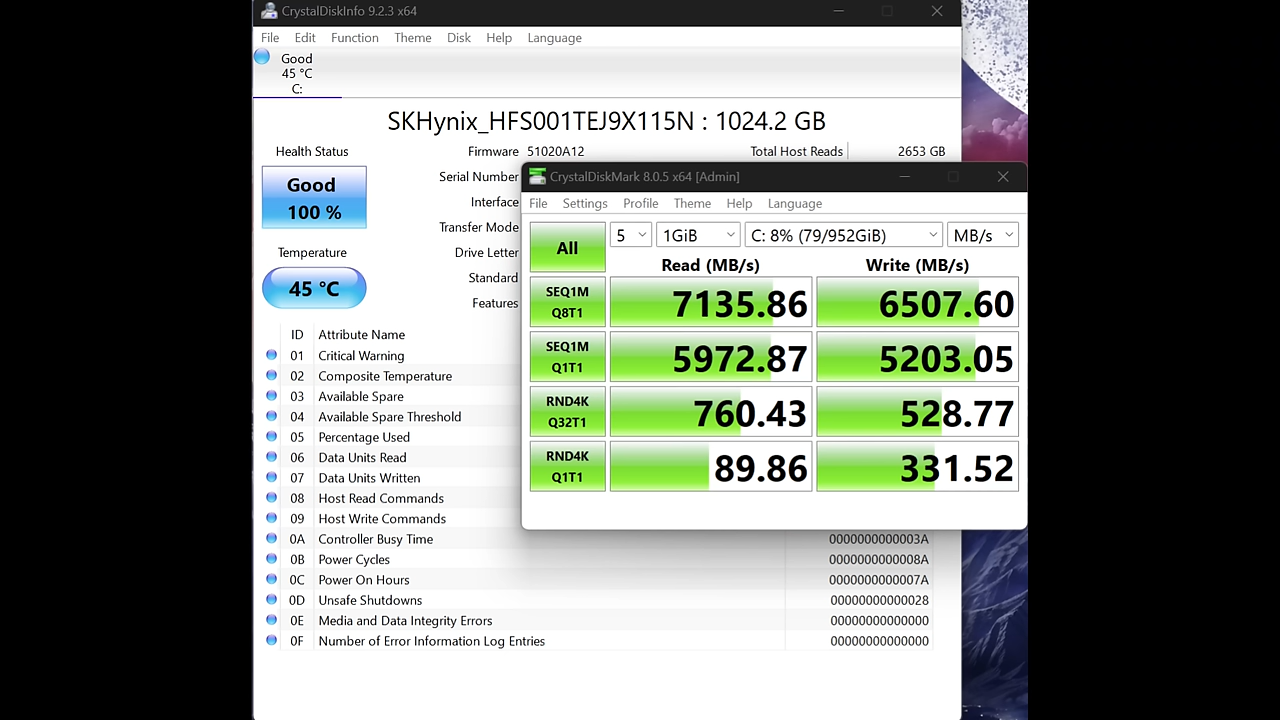 CrystalDiskInfo 9.2.3 x64
File Edit Function Theme Disk Help Language
Good
45 °C
C:
SKHynix_HFS001TEJ9X115N : 1024.2 GB
Health Status
Good
100 %
Temperature
45 °C
Firmware 51020A12
Total Host Reads 2653 GB
Serial Number
Interface
Transfer Mode
Drive Letter
Standard
Features
CrystalDiskMark 8.0.5 x64 [Admin]
File Settings Profile Theme Help Language
All 5 1GiB C: 8% (79/952GiB) MB/s
Read (MB/s) Write (MB/s)
SEQ1M
Q8T1
7135.86 6507.60
SEQ1M
Q1T1
5972.87 5203.05
RND4K
Q32T1
760.43 528.77
RND4K
Q1T1
89.86 331.52
ID Attribute Name
01 Critical Warning
02 Composite Temperature
03 Available Spare
04 Available Spare Threshold
05 Percentage Used
06 Data Units Read
07 Data Units Written
08 Host Read Commands
09 Host Write Commands
0A Controller Busy Time 0000000000003A
0B Power Cycles 0000000000008A
0C Power On Hours 0000000000007A
0D Unsafe Shutdowns 00000000000028
0E Media and Data Integrity Errors 00000000000000
0F Number of Error Information Log Entries 00000000000000